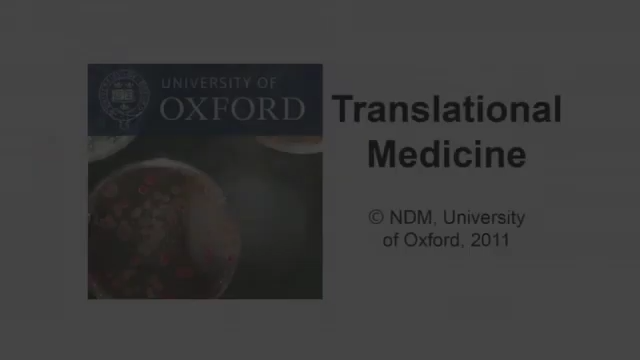 UNIVERSITY OF
OXFORD
Translational
Medicine
© NDM, University
of Oxford, 2011